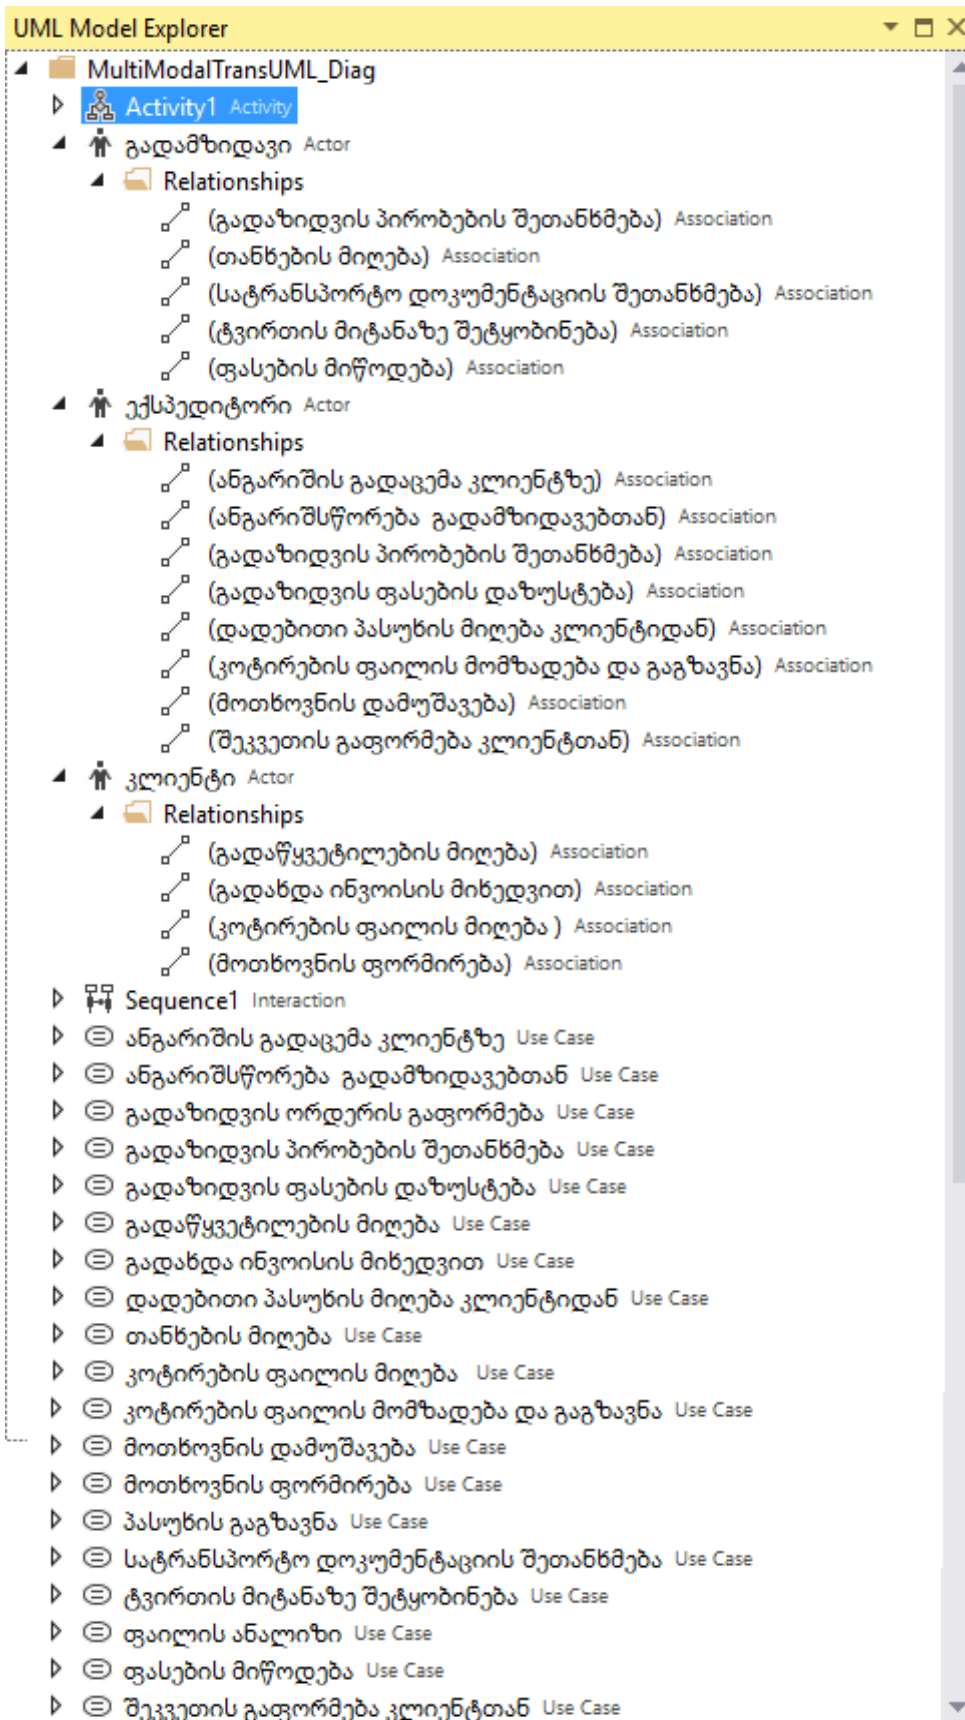 UML Model Explorer
MultiModalTransUML_Diag
Activity1 Activity
გადამზიდავი Actor
Relationships
(გადაზიდვის პირობების შეთანხმება) Association
(თანხების მიღება) Association
(სატრანსპორტო დოკუმენტაციის შეთანხმება) Association
(ტვირთის მიტანაზე შეტყობინება) Association
(ფასების მიწოდება) Association
ექსპედიტორი Actor
Relationships
(ანგარიშის გადაცემა კლიენტზე) Association
(ანგარიშსწორება გადამზიდავებთან) Association
(გადაზიდვის პირობების შეთანხმება) Association
(გადაზიდვის ფასების დაზუსტება) Association
(დადებითი პასუხის მიღება კლიენტიდან) Association
(კოტირების ფაილის მომზადება და გაგზავნა) Association
(მოთხოვნის დამუშავება) Association
(შეკვეთის გაფორმება კლიენტთან) Association
კლიენტი Actor
Relationships
(გადაწყვეტილების მიღება) Association
(გადახდა ინვოისის მიხედვით) Association
(კოტირების ფაილის მიღება ) Association
(მოთხოვნის ფორმირება) Association
Sequence1 Interaction
ანგარიშის გადაცემა კლიენტზე Use Case
ანგარიშსწორება გადამზიდავებთან Use Case
გადაზიდვის ორდერის გაფორმება Use Case
გადაზიდვის პირობების შეთანხმება Use Case
გადაზიდვის ფასების დაზუსტება Use Case
გადაწყვეტილების მიღება Use Case
გადახდა ინვოისის მიხედვით Use Case
დადებითი პასუხის მიღება კლიენტიდან Use Case
თანხების მიღება Use Case
კოტირების ფაილის მიღება Use Case
კოტირების ფაილის მომზადება და გაგზავნა Use Case
მოთხოვნის დამუშავება Use Case
მოთხოვნის ფორმირება Use Case
პასუხის გაგზავნა Use Case
სატრანსპორტო დოკუმენტაციის შეთანხმება Use Case
ტვირთის მიტანაზე შეტყობინება Use Case
ფაილის ანალიზი Use Case
ფასების მიწოდება Use Case
შეკვეთის გაფორმება კლიენტთან Use Case